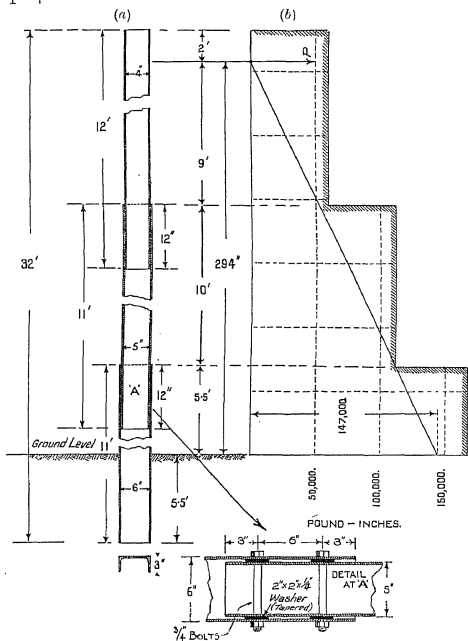 (a)
(b)
2'
P
4"
12'
9'
32'
12"
294"
10'
11'
5"
'A'
12"
5·5'
147,000.
Ground Level
11'
6"
5·5'
50,000.
100,000.
150,000.
POUND – INCHES.
3"
3"
6"
3"
6"
2"x2"x¼"
Washer
(Tapered)
DETAIL
AT 'A'
5"
¾" BOLTS